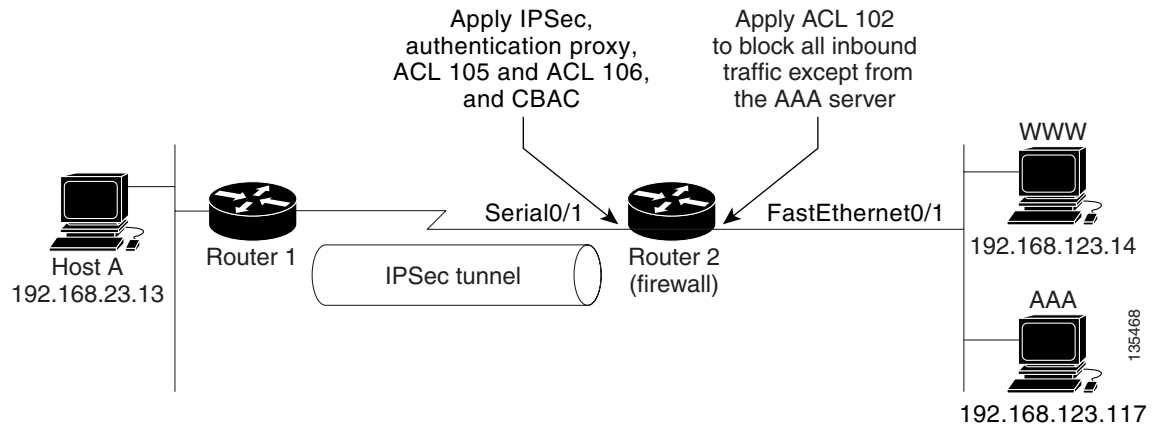 Apply IPSec,
authentication proxy,
ACL 105 and ACL 106,
and CBAC
Apply ACL 102
to block all inbound
traffic except from
the AAA server
WWW
Serial0/1
FastEthernet0/1
192.168.123.14
Host A
192.168.23.13
Router 1
IPSec tunnel
Router 2
(firewall)
AAA
192.168.123.117
135468